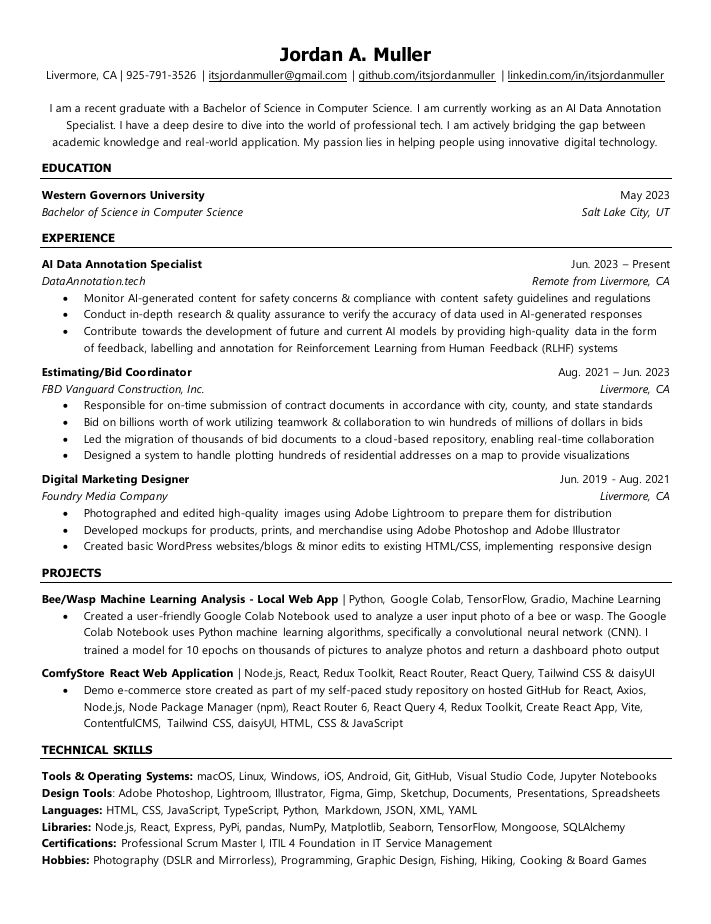 Jordan A. Muller
Livermore, CA | 925-791-3526 | itsjordanmuller@gmail.com | github.com/itsjordanmuller | linkedin.com/in/itsjordanmuller
I am a recent graduate with a Bachelor of Science in Computer Science. I am currently working as an AI Data Annotation
Specialist. I have a deep desire to dive into the world of professional tech. I am actively bridging the gap between
academic knowledge and real-world application. My passion lies in helping people using innovative digital technology.
EDUCATION
Western Governors University May 2023
Bachelor of Science in Computer Science Salt Lake City, UT
EXPERIENCE
AI Data Annotation Specialist Jun. 2023 – Present
DataAnnotation.tech Remote from Livermore, CA
• Monitor AI-generated content for safety concerns & compliance with content safety guidelines and regulations
• Conduct in-depth research & quality assurance to verify the accuracy of data used in AI-generated responses
• Contribute towards the development of future and current AI models by providing high-quality data in the form
of feedback, labelling and annotation for Reinforcement Learning from Human Feedback (RLHF) systems
Estimating/Bid Coordinator Aug. 2021 – Jun. 2023
FBD Vanguard Construction, Inc. Livermore, CA
• Responsible for on-time submission of contract documents in accordance with city, county, and state standards
• Bid on billions worth of work utilizing teamwork & collaboration to win hundreds of millions of dollars in bids
• Led the migration of thousands of bid documents to a cloud-based repository, enabling real-time collaboration
• Designed a system to handle plotting hundreds of residential addresses on a map to provide visualizations
Digital Marketing Designer Jun. 2019 - Aug. 2021
Foundry Media Company Livermore, CA
• Photographed and edited high-quality images using Adobe Lightroom to prepare them for distribution
• Developed mockups for products, prints, and merchandise using Adobe Photoshop and Adobe Illustrator
• Created basic WordPress websites/blogs & minor edits to existing HTML/CSS, implementing responsive design
PROJECTS
Bee/Wasp Machine Learning Analysis - Local Web App | Python, Google Colab, TensorFlow, Gradio, Machine Learning
• Created a user-friendly Google Colab Notebook used to analyze a user input photo of a bee or wasp. The Google
Colab Notebook uses Python machine learning algorithms, specifically a convolutional neural network (CNN). I
trained a model for 10 epochs on thousands of pictures to analyze photos and return a dashboard photo output
ComfyStore React Web Application | Node.js, React, Redux Toolkit, React Router, React Query, Tailwind CSS & daisyUI
• Demo e-commerce store created as part of my self-paced study repository on hosted GitHub for React, Axios,
Node.js, Node Package Manager (npm), React Router 6, React Query 4, Redux Toolkit, Create React App, Vite,
ContentfulCMS, Tailwind CSS, daisyUI, HTML, CSS & JavaScript
TECHNICAL SKILLS
Tools & Operating Systems: macOS, Linux, Windows, iOS, Android, Git, GitHub, Visual Studio Code, Jupyter Notebooks
Design Tools: Adobe Photoshop, Lightroom, Illustrator, Figma, Gimp, Sketchup, Documents, Presentations, Spreadsheets
Languages: HTML, CSS, JavaScript, TypeScript, Python, Markdown, JSON, XML, YAML
Libraries: Node.js, React, Express, PyPi, pandas, NumPy, Matplotlib, Seaborn, TensorFlow, Mongoose, SQLAlchemy
Certifications: Professional Scrum Master I, ITIL 4 Foundation in IT Service Management
Hobbies: Photography (DSLR and Mirrorless), Programming, Graphic Design, Fishing, Hiking, Cooking & Board Games